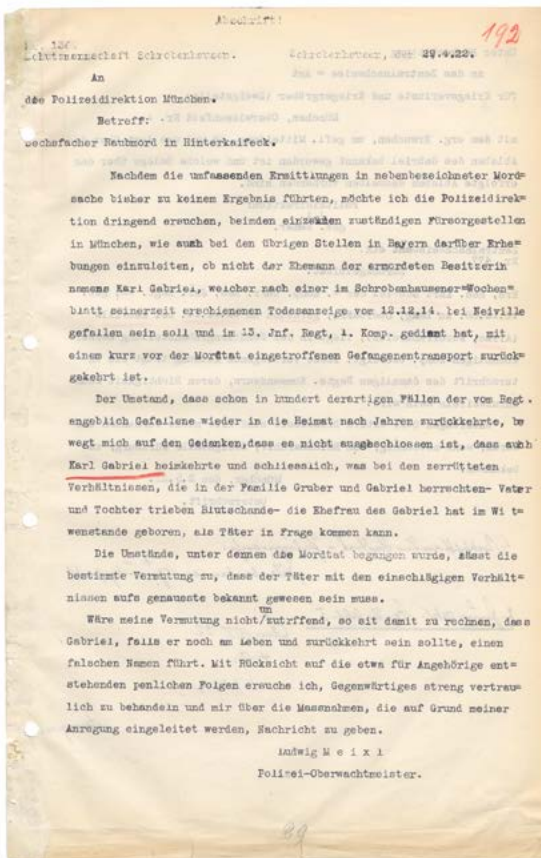 Abschrift!
192
Schutzmannschaft Schrobenhausen. Schrobenhausen, 29.4.22.
An
die Polizeidirektion München.
Betreff:
Sechsfacher Raubmord in Hinterkaifeck.
Nachdem die umfassenden Ermittlungen in nebenbezeichneter Mord=
sache bisher zu keinem Ergebnis führten, möchte ich die Polizeidirek=
tion dringend ersuchen, beimden einzelnen zuständigen Fürsorgestellen
in München, wie auch bei den übrigen Stellen in Bayern darüber Erhe=
bungen einzuleiten, ob nicht der Ehemann der ermordeten Besitzerin
namens Karl Gabriel, welcher nach einer im Schrobenhausener=Wochen=
blatt seinerzeit erschienenen Todesanzeige vom 12.12.14. bei Neiville
gefallen sein soll und im 13. Jnf. Regt, 1. Komp. gedient hat, mit
einem kurz vor der Mordtat eingetroffenen Gefangenentransport zurück=
gekehrt ist.
Der Umstand, dass schon in hundert derartigen Fällen der vom Regt.
angeblich Gefallene wieder in die Heimat nach Jahren zurückkehrte, be
wegt mich auf den Gedanken,dass es nicht ausgeschlossen ist, dass auch
Karl Gabriel heimkehrte und schliesslich, was bei den zerrütteten
Verhältnissen, die in der Familie Gruber und Gabriel herrschten- Vater
und Tochter trieben Blutschande- die Ehefrau des Gabriel hat im Wi t=
wenstande geboren, als Täter in Frage kommen kann.
Die Umstände, unter dennen die Mordtat begangen wurde, lässt die
bestimmte Vermutung zu, dass der Täter mit den einschlägigen Verhält=
nissen aufs genaueste bekannt gewesen sein muss.
un
Wäre meine Vermutung nicht/zutrffend, so sit damit zu rechnen, dass
Gabriel, falls er noch am Leben und zurückkehrt sein sollte, einen
falschen Namen führt. Mit Rücksicht auf die etwa für Angehörige ent=
stehenden penlichen Folgen ersuche ich, Gegenwärtiges streng vertrau=
lich zu behandeln und mir über die Massnahmen, die auf Grund meiner
Anregung eingeleitet werden, Nachricht zu geben.
Ludwig M e i x l
Polizei-Oberwachtmeister.